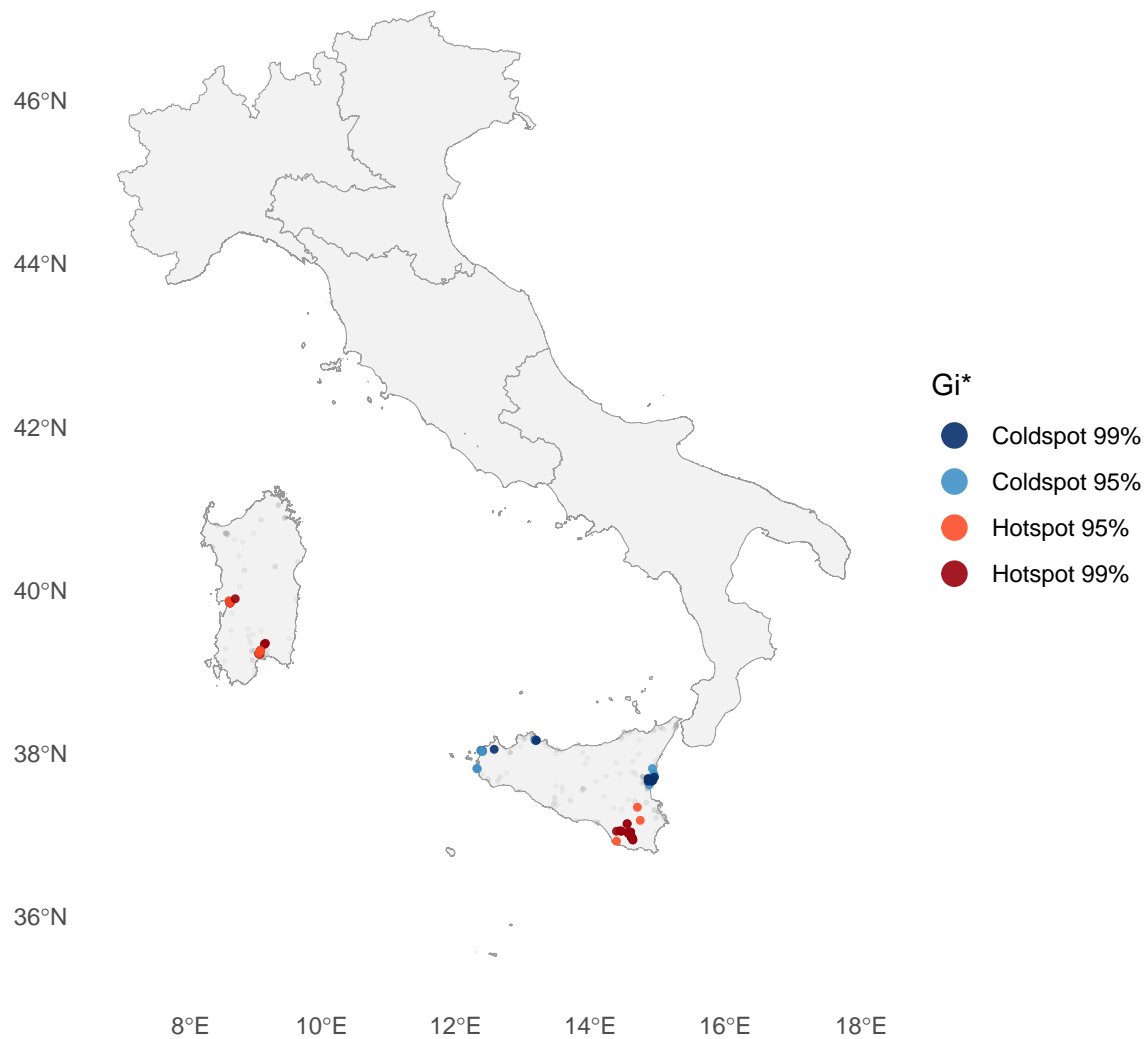 46°N
44°N
42°N
40°N
38°N
36°N
8°E 10°E 12°E 14°E 16°E 18°E
Gi*
Coldspot 99%
Coldspot 95%
Hotspot 95%
Hotspot 99%